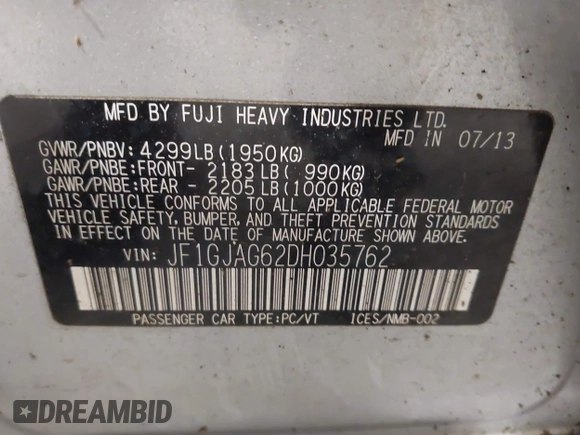 MFD BY FUJI HEAVY INDUSTRIES LTD.
MFD IN 07/13
GVWR/PNBV: 4299LB (1950KG)
GAWR/PNBE:FRONT- 2183LB( 990KG)
GAWR/PNBE:REAR - 2205LB(1000KG)
THIS VEHICLE CONFORMS TO ALL APPLICABLE FEDERAL MOTOR
VEHICLE SAFETY, BUMPER, AND THEFT PREVENTION STANDARDS
IN EFFECT ON THE DATE OF MANUFACTURE SHOWN ABOVE.
VIN: JF1GJAG62DH035762
PASSENGER CAR TYPE:PC/VT ICES/NMB-002
DREAMBID